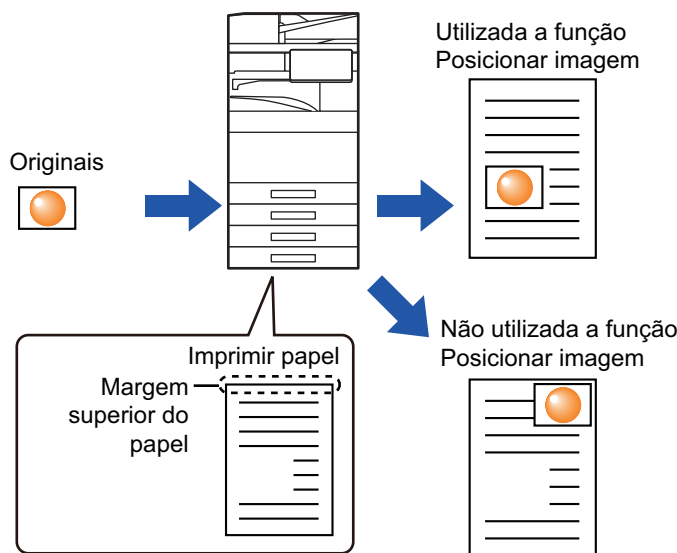 Utilizada a função
Posicionar imagem
Originais
Não utilizada a função
Posicionar imagem
Imprimir papel
Margem
superior do
papel